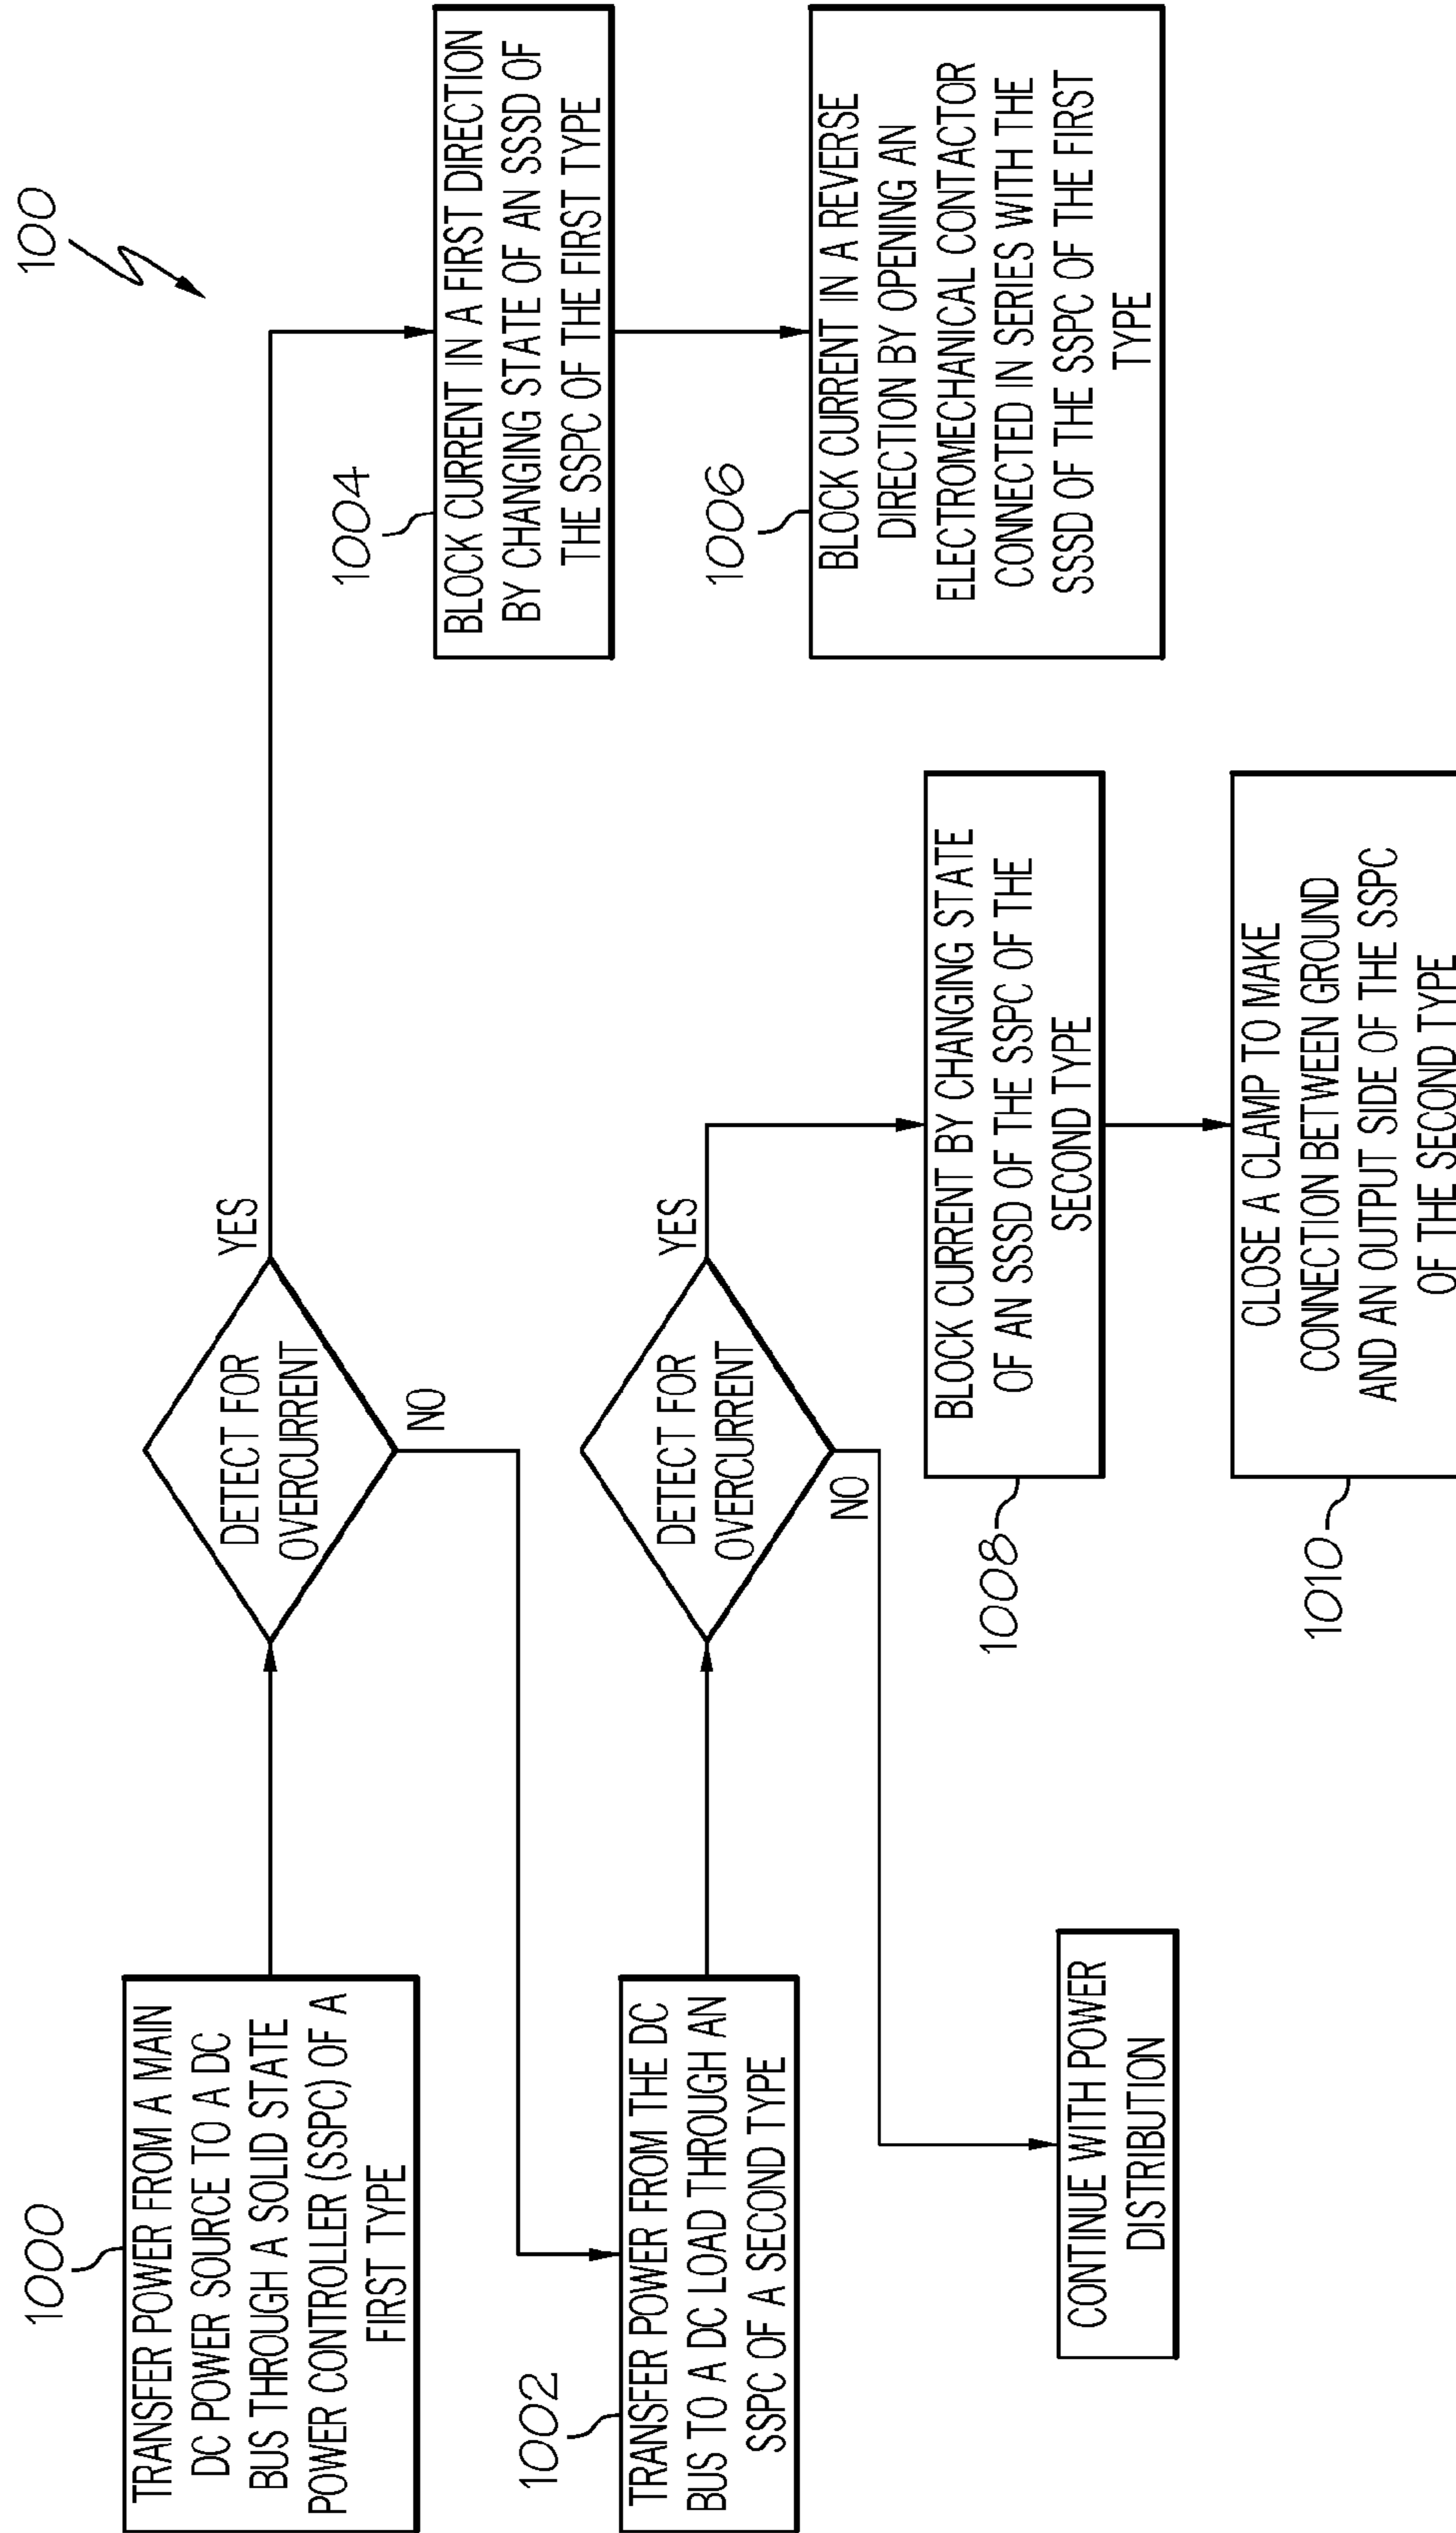 100
1000
TRANSFER POWER FROM A MAIN
DC POWER SOURCE TO A DC
BUS THROUGH A SOLID STATE
POWER CONTROLLER (SSPC) OF A
FIRST TYPE
DETECT FOR
OVERCURRENT
YES
NO
1004
BLOCK CURRENT IN A FIRST DIRECTION
BY CHANGING STATE OF AN SSSD OF
THE SSPC OF THE FIRST TYPE
1006
BLOCK CURRENT IN A REVERSE
DIRECTION BY OPENING AN
ELECTROMECHANICAL CONTACTOR
CONNECTED IN SERIES WITH THE
SSSD OF THE SSPC OF THE FIRST
TYPE
1002
TRANSFER POWER FROM THE DC
BUS TO A DC LOAD THROUGH AN
SSPC OF A SECOND TYPE
DETECT FOR
OVERCURRENT
YES
NO
1008
BLOCK CURRENT BY CHANGING STATE
OF AN SSSD OF THE SSPC OF THE
SECOND TYPE
1010
CLOSE A CLAMP TO MAKE
CONNECTION BETWEEN GROUND
AND AN OUTPUT SIDE OF THE SSPC
OF THE SECOND TYPE
CONTINUE WITH POWER
DISTRIBUTION